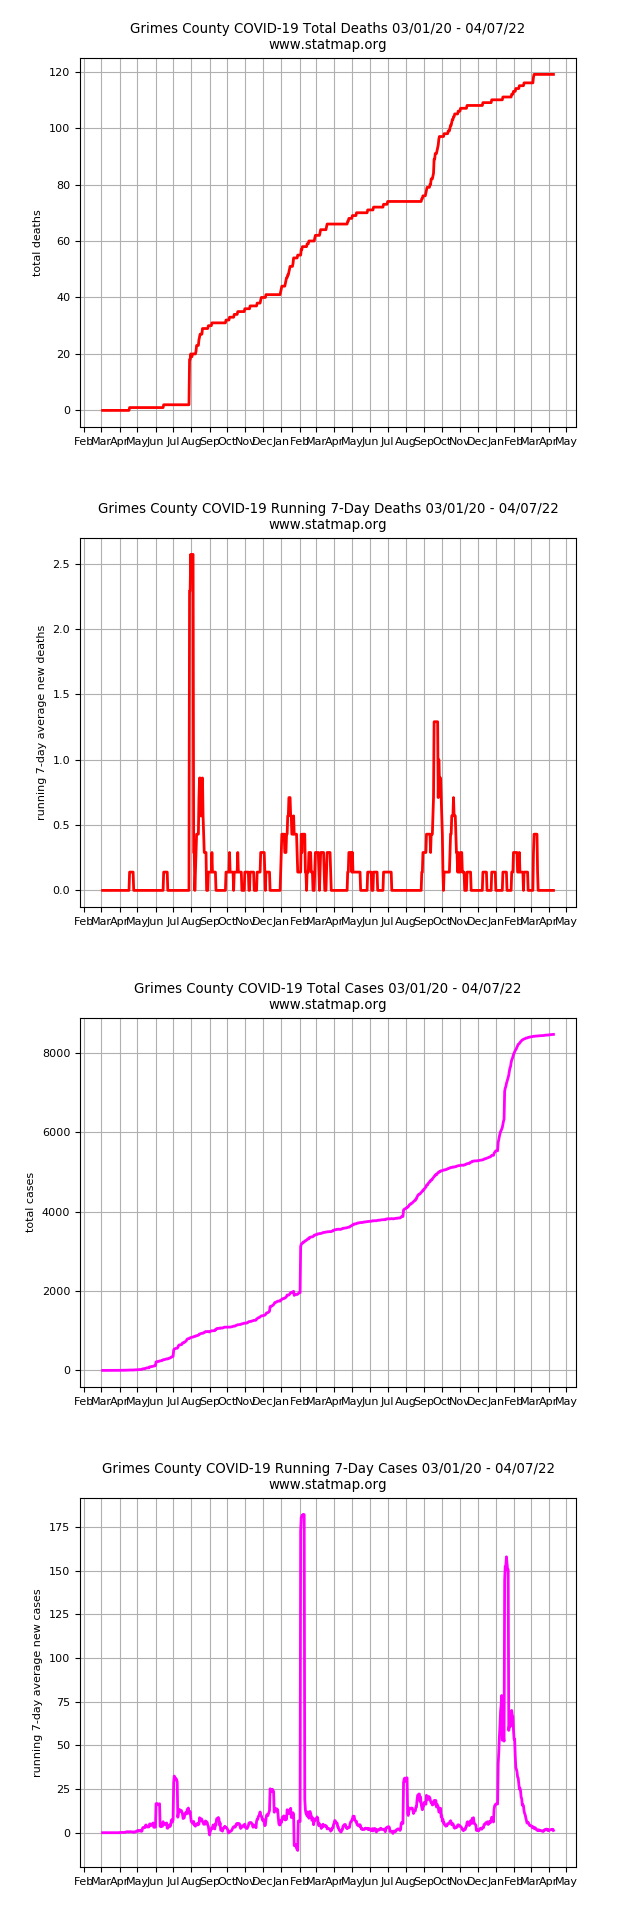 Grimes County COVID-19 Total Deaths 03/01/20 - 04/07/22
www.statmap.org
120
100
80
60
40
20
0
total deaths
Feb Mar Apr May Jun Jul Aug Sep Oct Nov Dec Jan Feb Mar Apr May Jun Jul Aug Sep Oct Nov Dec Jan Feb Mar Apr May
Grimes County COVID-19 Running 7-Day Deaths 03/01/20 - 04/07/22
www.statmap.org
2.5
2.0
1.5
1.0
0.5
0.0
running 7-day average new deaths
Feb Mar Apr May Jun Jul Aug Sep Oct Nov Dec Jan Feb Mar Apr May Jun Jul Aug Sep Oct Nov Dec Jan Feb Mar Apr May
Grimes County COVID-19 Total Cases 03/01/20 - 04/07/22
www.statmap.org
8000
6000
4000
2000
0
total cases
Feb Mar Apr May Jun Jul Aug Sep Oct Nov Dec Jan Feb Mar Apr May Jun Jul Aug Sep Oct Nov Dec Jan Feb Mar Apr May
Grimes County COVID-19 Running 7-Day Cases 03/01/20 - 04/07/22
www.statmap.org
175
150
125
100
75
50
25
0
running 7-day average new cases
Feb Mar Apr May Jun Jul Aug Sep Oct Nov Dec Jan Feb Mar Apr May Jun Jul Aug Sep Oct Nov Dec Jan Feb Mar Apr May